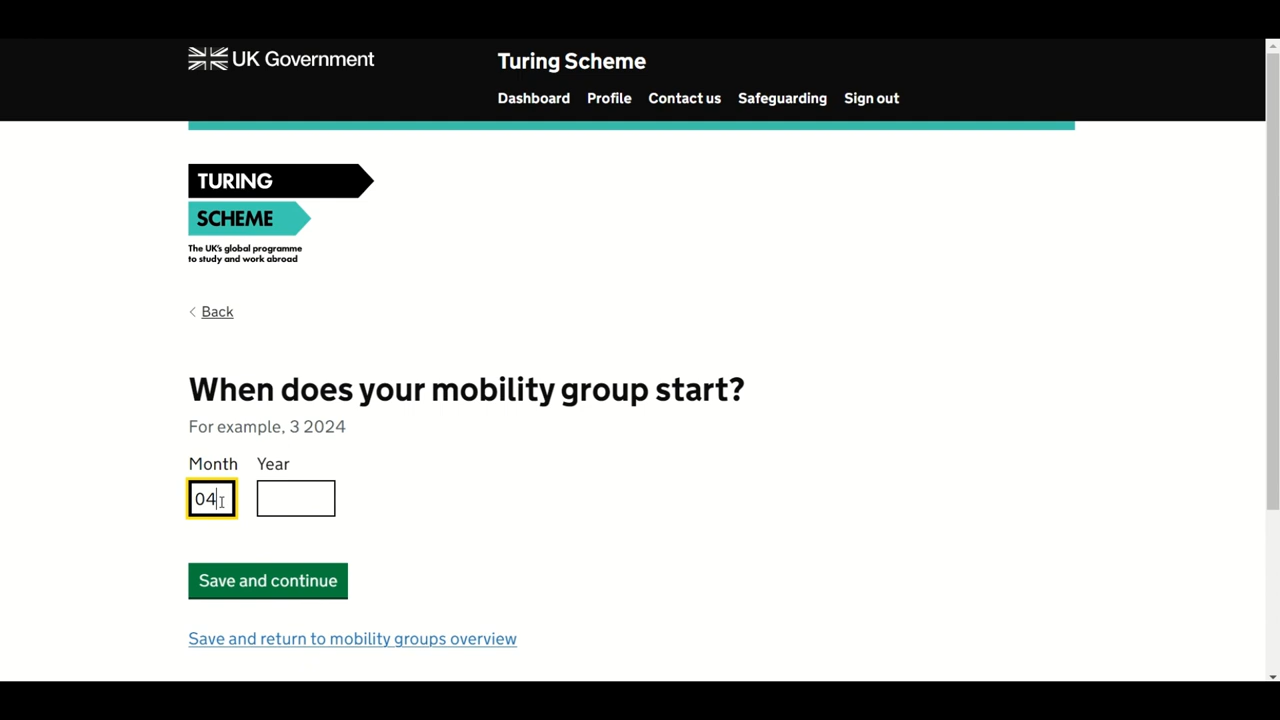 UK Government
Turing Scheme
Dashboard Profile Contact us Safeguarding Sign out
TURING
SCHEME
The UK's global programme
to study and work abroad
Back
When does your mobility group start?
For example, 3 2024
Month Year
04
Save and continue
Save and return to mobility groups overview